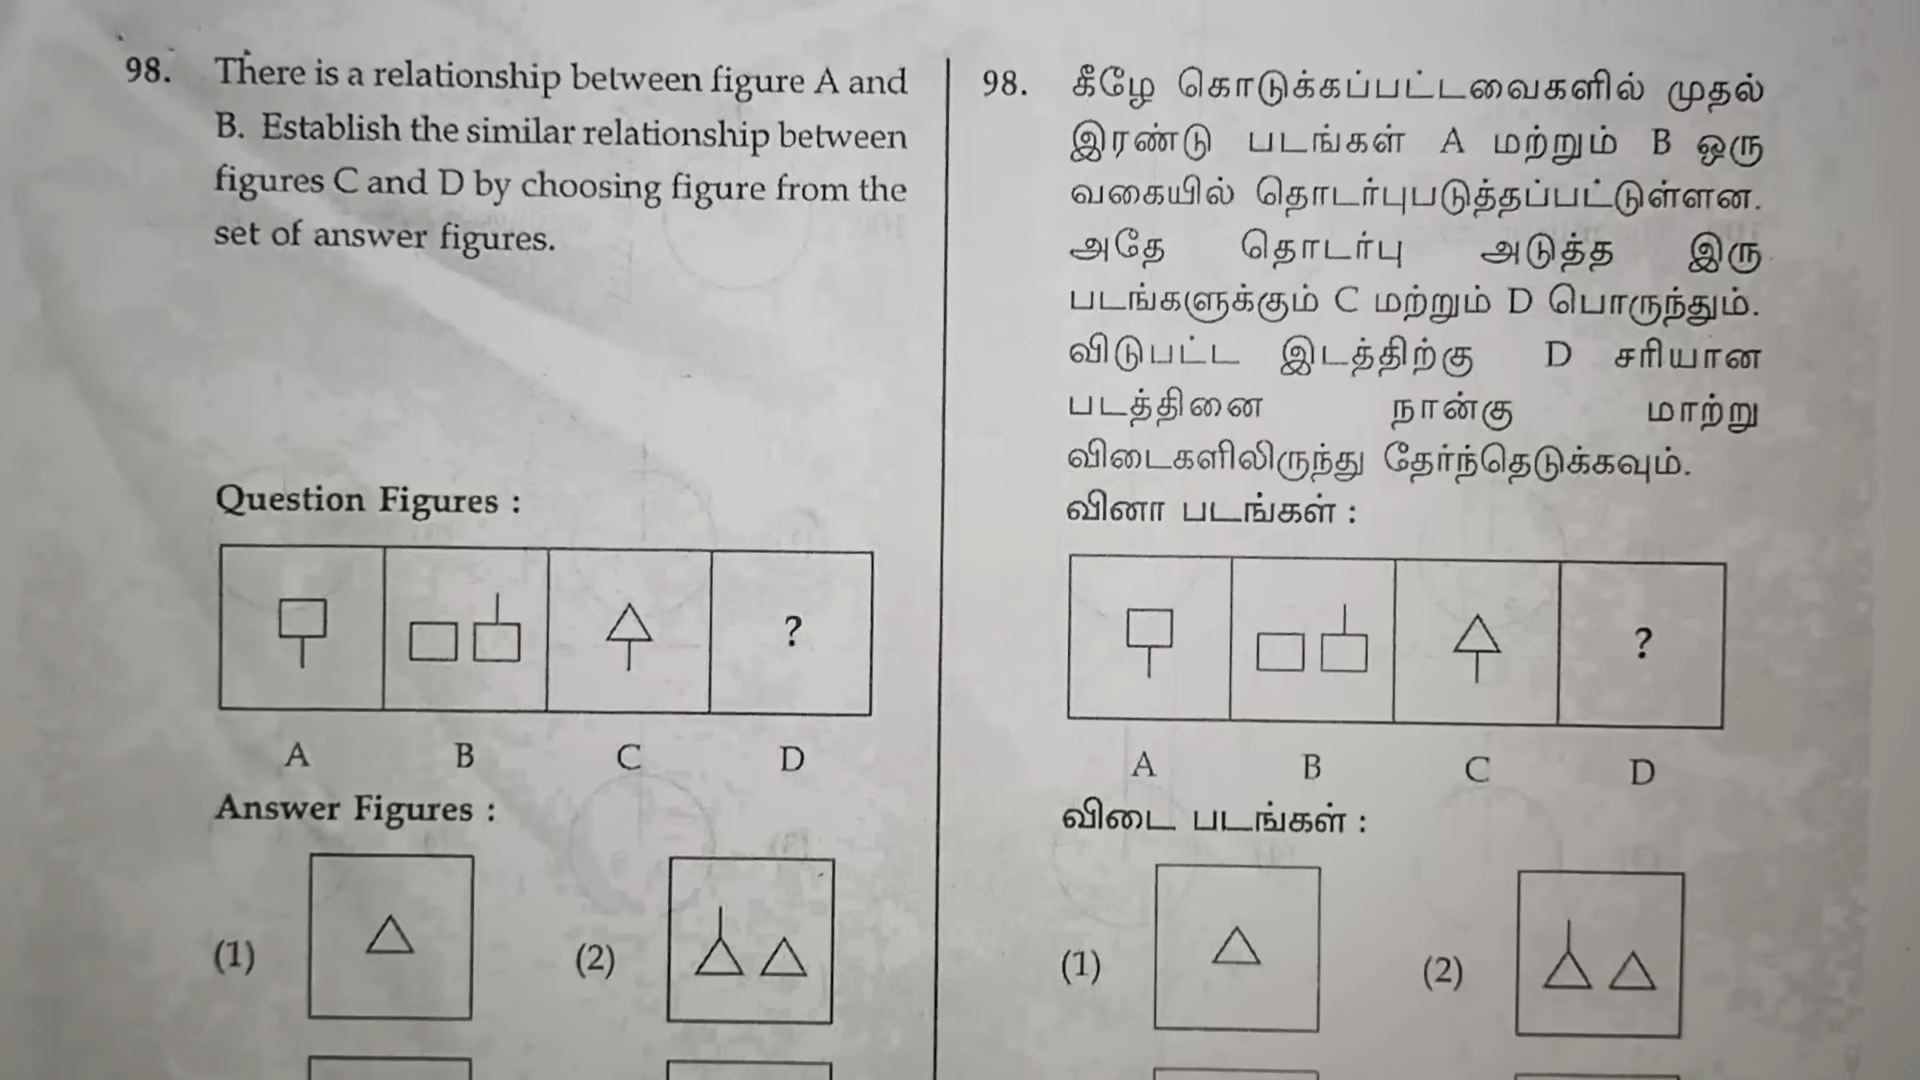 98. There is a relationship between figure A and
B. Establish the similar relationship between
figures C and D by choosing figure from the
set of answer figures.
Question Figures :
?
A B C D
Answer Figures :
(1) (2)
98. கீழே கொடுக்கப்பட்டவைகளில் முதல்
இரண்டு படங்கள் A மற்றும் B ஒரு
வகையில் தொடர்புபடுத்தப்பட்டுள்ளன.
அதே தொடர்பு அடுத்த இரு
படங்களுக்கும் C மற்றும் D பொருந்தும்.
விடுபட்ட இடத்திற்கு D சரியான
படத்தினை நான்கு மாற்று
விடைகளிலிருந்து தேர்ந்தெடுக்கவும்.
வினா படங்கள் :
?
A B C D
விடை படங்கள் :
(1) (2)